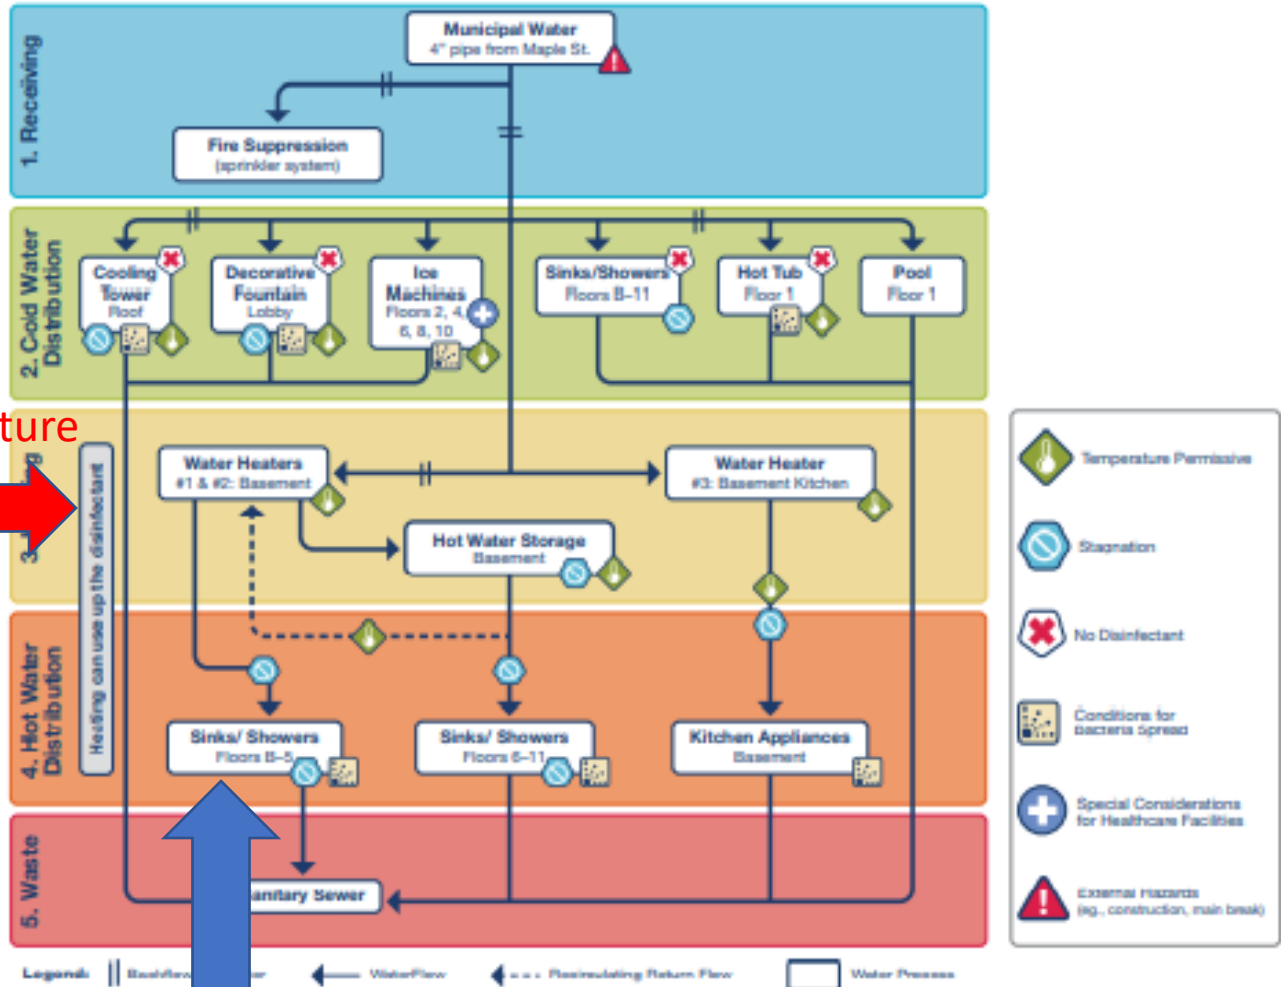 1. Receiving
Municipal Water
4" pipe from Maple St.
Fire Suppression
(sprinkler system)
2. Cold Water
Distribution
Cooling
Tower
Roof
Decorative
Fountain
Lobby
Ice
Machines
Floors 2, 4,
6, 8, 10
Sinks/Showers
Floors B–11
Hot Tub
Floor 1
Pool
Floor 1
ture
3.
Heating can use up the disinfectant
Water Heaters
#1 & #2: Basement
Water Heater
#3: Basement Kitchen
Hot Water Storage
Basement
4. Hot Water
Distribution
Sinks/ Showers
Floors B–5
Sinks/ Showers
Floors 6–11
Kitchen Appliances
Basement
5. Waste
anitary Sewer
Temperature Permissive
Stagnation
No Disinfectant
Conditions for
Bacteria Spread
Special Considerations
for Healthcare Facilities
External Hazards
(eg., construction, main break)
Legend:
Water Flow
Recirculating Return Flow
Water Process